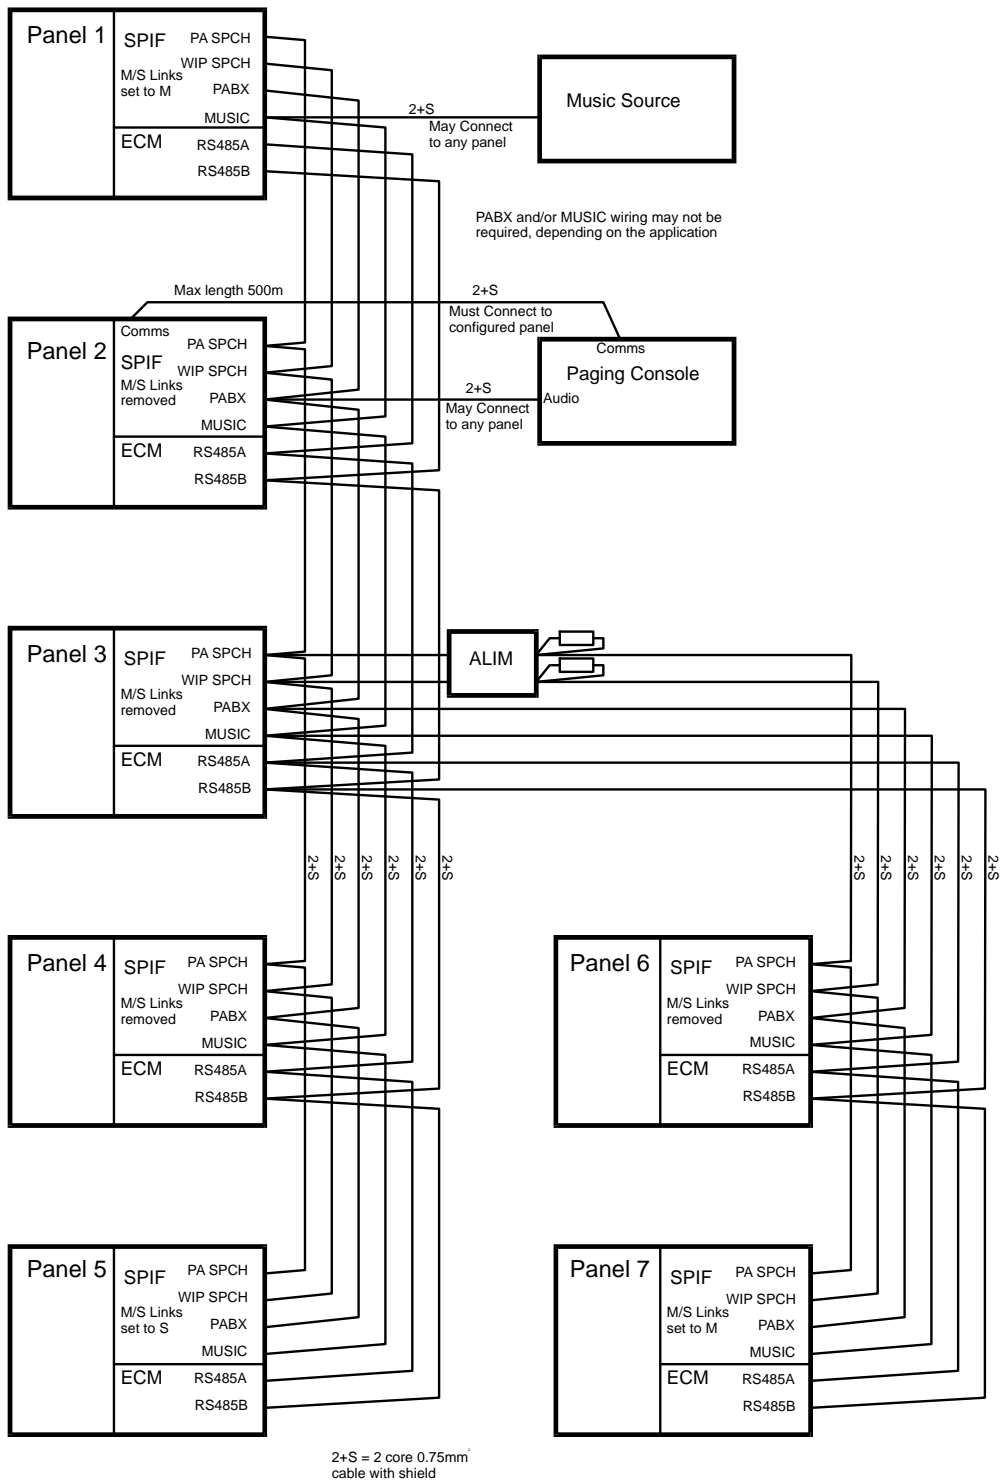 Panel 1
SPIF
M/S Links
set to M
ECM
PA SPCH
WIP SPCH
PABX
MUSIC
RS485A
RS485B
2+S
May Connect
to any panel
Music Source
PABX and/or MUSIC wiring may not be
required, depending on the application
Max length 500m
2+S
Must Connect to
configured panel
Panel 2
Comms
SPIF
M/S Links
removed
ECM
PA SPCH
WIP SPCH
PABX
MUSIC
RS485A
RS485B
2+S
May Connect
to any panel
Comms
Paging Console
Audio
Panel 3
SPIF
M/S Links
removed
ECM
PA SPCH
WIP SPCH
PABX
MUSIC
RS485A
RS485B
ALIM
2+S
2+S
2+S
2+S
2+S
2+S
2+S
2+S
2+S
2+S
2+S
2+S
Panel 4
SPIF
M/S Links
removed
ECM
PA SPCH
WIP SPCH
PABX
MUSIC
RS485A
RS485B
Panel 6
SPIF
M/S Links
removed
ECM
PA SPCH
WIP SPCH
PABX
MUSIC
RS485A
RS485B
Panel 5
SPIF
M/S Links
set to S
ECM
PA SPCH
WIP SPCH
PABX
MUSIC
RS485A
RS485B
Panel 7
SPIF
M/S Links
set to M
ECM
PA SPCH
WIP SPCH
PABX
MUSIC
RS485A
RS485B
2+S = 2 core 0.75mm²
cable with shield